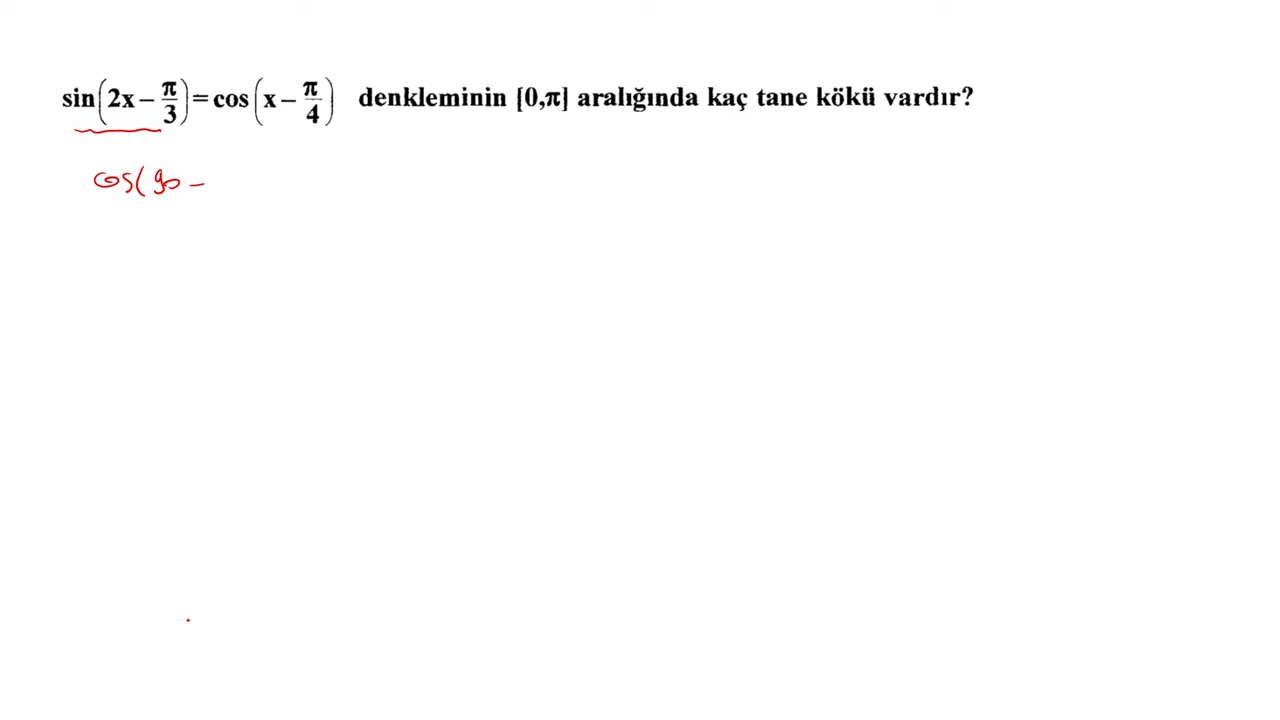 sin(2x − π/3) = cos(x − π/4) denkleminin [0,π] aralığında kaç tane kökü vardır?
cos(90 −